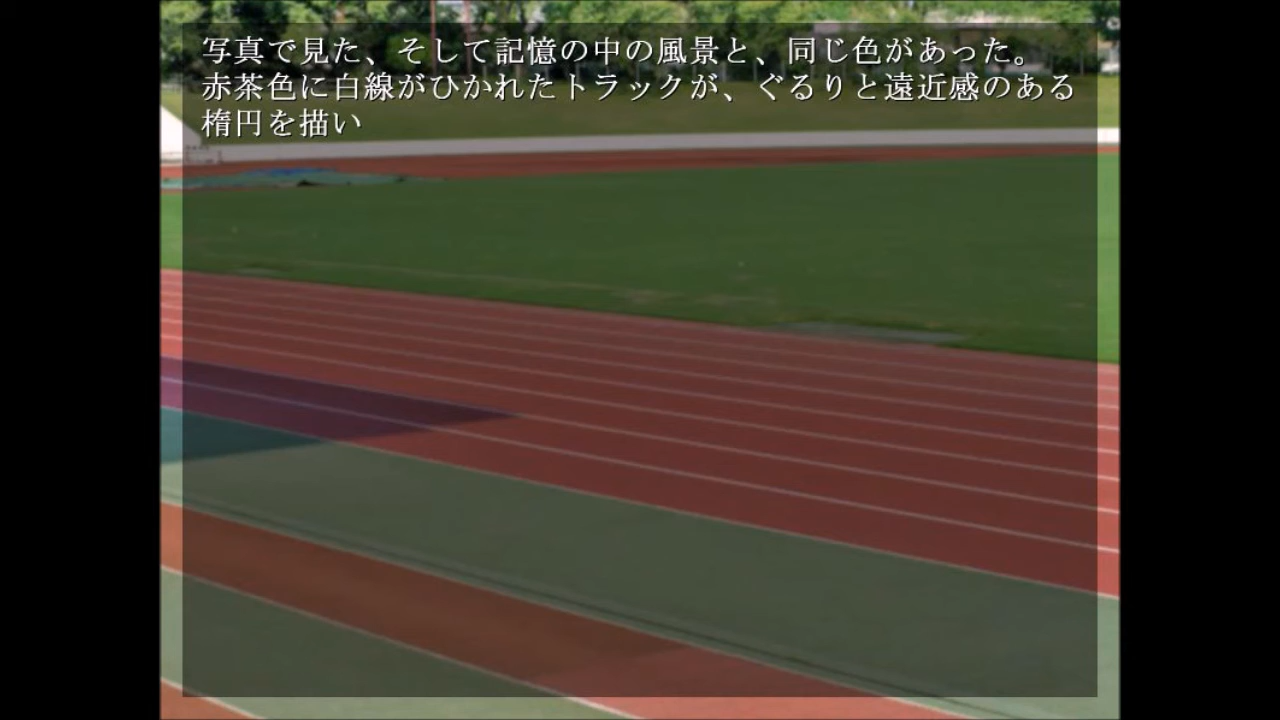 写真で見た、そして記憶の中の風景と、同じ色があった。
赤茶色に白線がひかれたトラックが、ぐるりと遠近感のある
楕円を描い